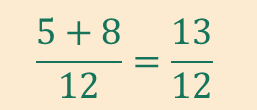 5 + 8 / 12 = 13 / 12